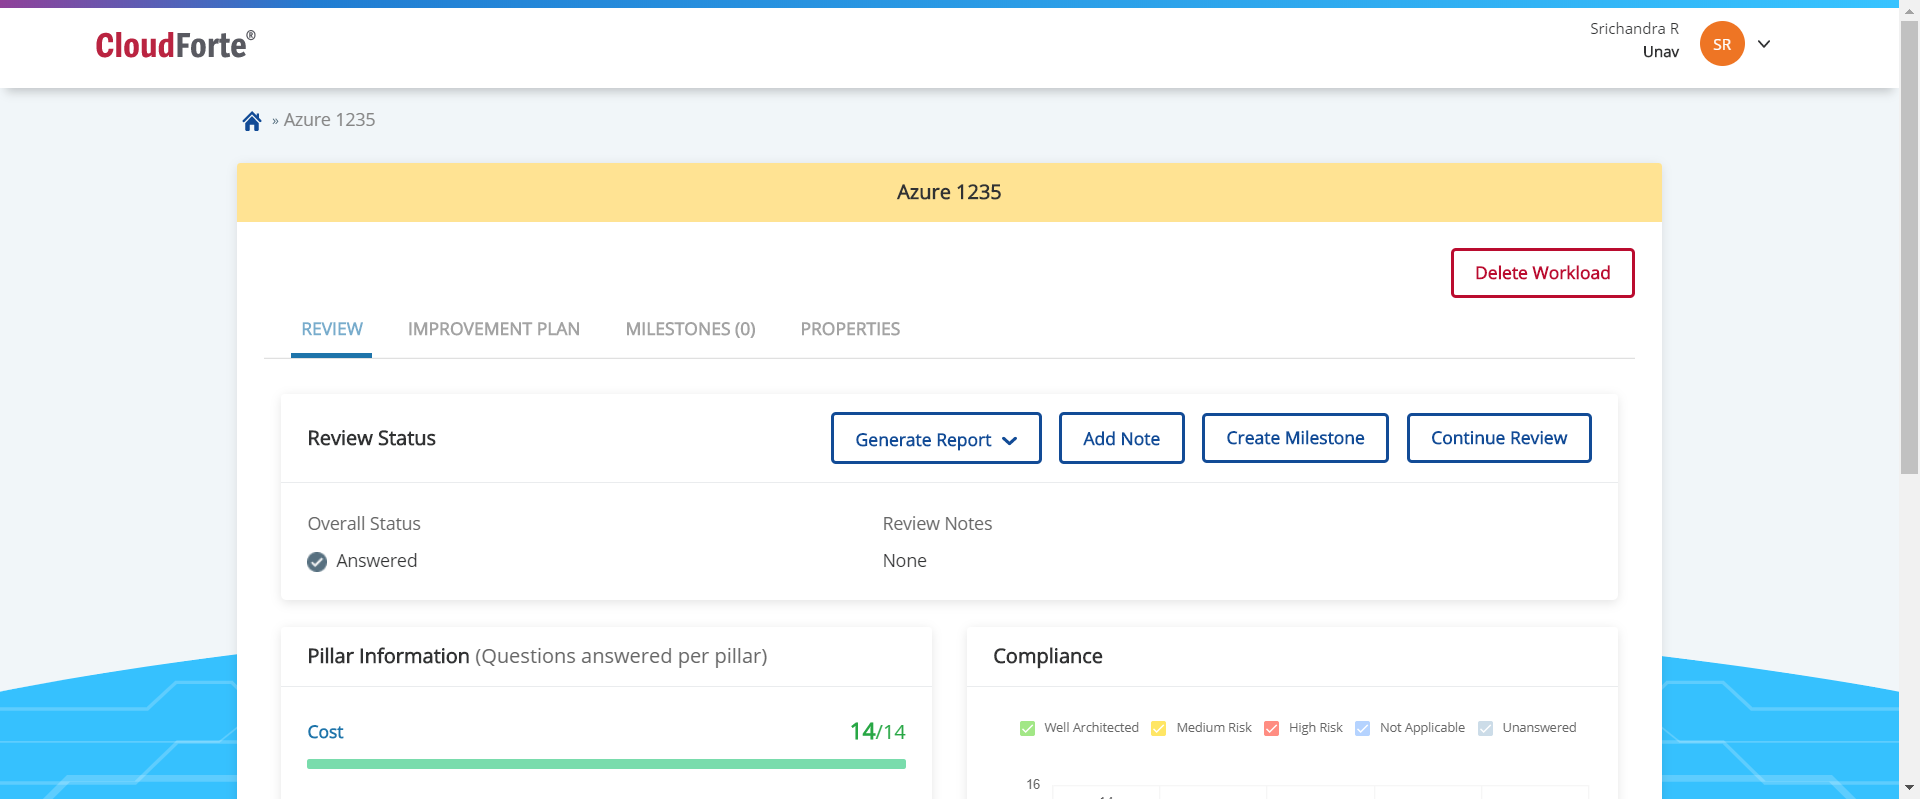 CloudForte®
Srichandra R
Unav
SR
» Azure 1235
Azure 1235
Delete Workload
REVIEW IMPROVEMENT PLAN MILESTONES (0) PROPERTIES
Review Status
Generate Report Add Note Create Milestone Continue Review
Overall Status
Answered
Review Notes
None
Pillar Information (Questions answered per pillar)
Cost 14/14
Compliance
Well Architected Medium Risk High Risk Not Applicable Unanswered
16